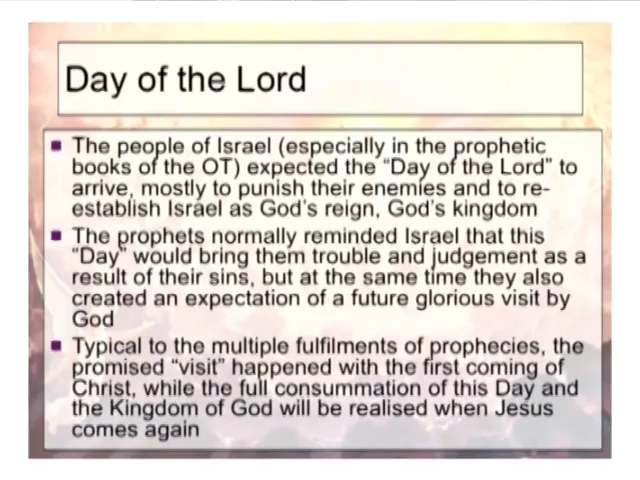 Day of the Lord
The people of Israel (especially in the prophetic
books of the OT) expected the “Day of the Lord” to
arrive, mostly to punish their enemies and to re-
establish Israel as God’s reign, God’s kingdom
The prophets normally reminded Israel that this
“Day” would bring them trouble and judgement as a
result of their sins, but at the same time they also
created an expectation of a future glorious visit by
God
Typical to the multiple fulfilments of prophecies, the
promised “visit” happened with the first coming of
Christ, while the full consummation of this Day and
the Kingdom of God will be realised when Jesus
comes again